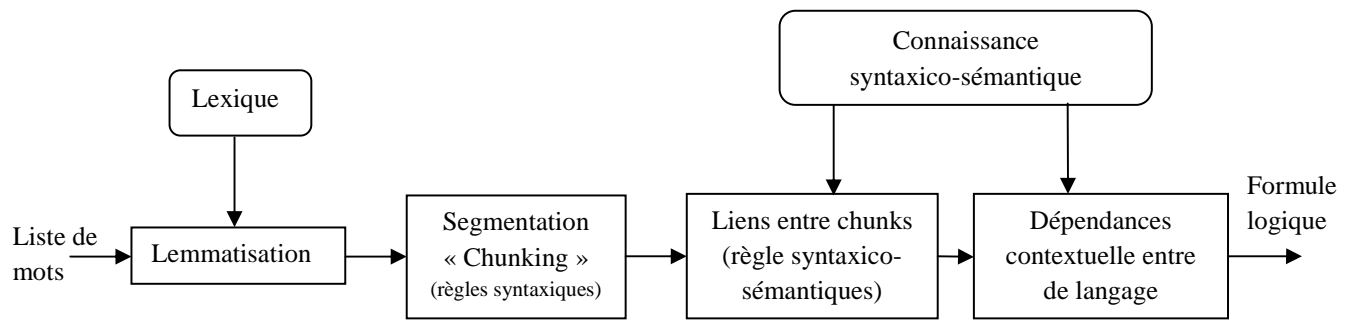 Connaissance
syntaxico-sémantique
Lexique
Liste de
mots
Lemmatisation
Segmentation
« Chunking »
(règles syntaxiques)
Liens entre chunks
(règle syntaxico-
sémantiques)
Dépendances
contextuelle entre
de langage
Formule
logique